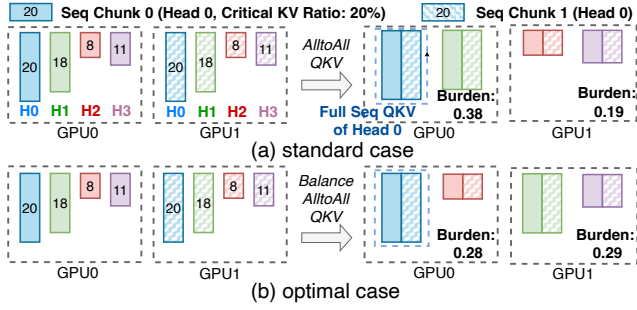 20 Seq Chunk 0 (Head 0, Critical KV Ratio: 20%) 20 Seq Chunk 1 (Head 0)
20 18 8 11 20 18 8 11 AlltoAll
QKV
H0 H1 H2 H3 H0 H1 H2 H3 Full Seq QKV
of Head 0 Burden:
0.38 Burden:
0.19
GPU0 GPU1 GPU0 GPU1
(a) standard case
20 18 8 11 20 18 8 11 Balance
AlltoAll
QKV
Burden:
0.28 Burden:
0.29
GPU0 GPU1 GPU0 GPU1
(b) optimal case